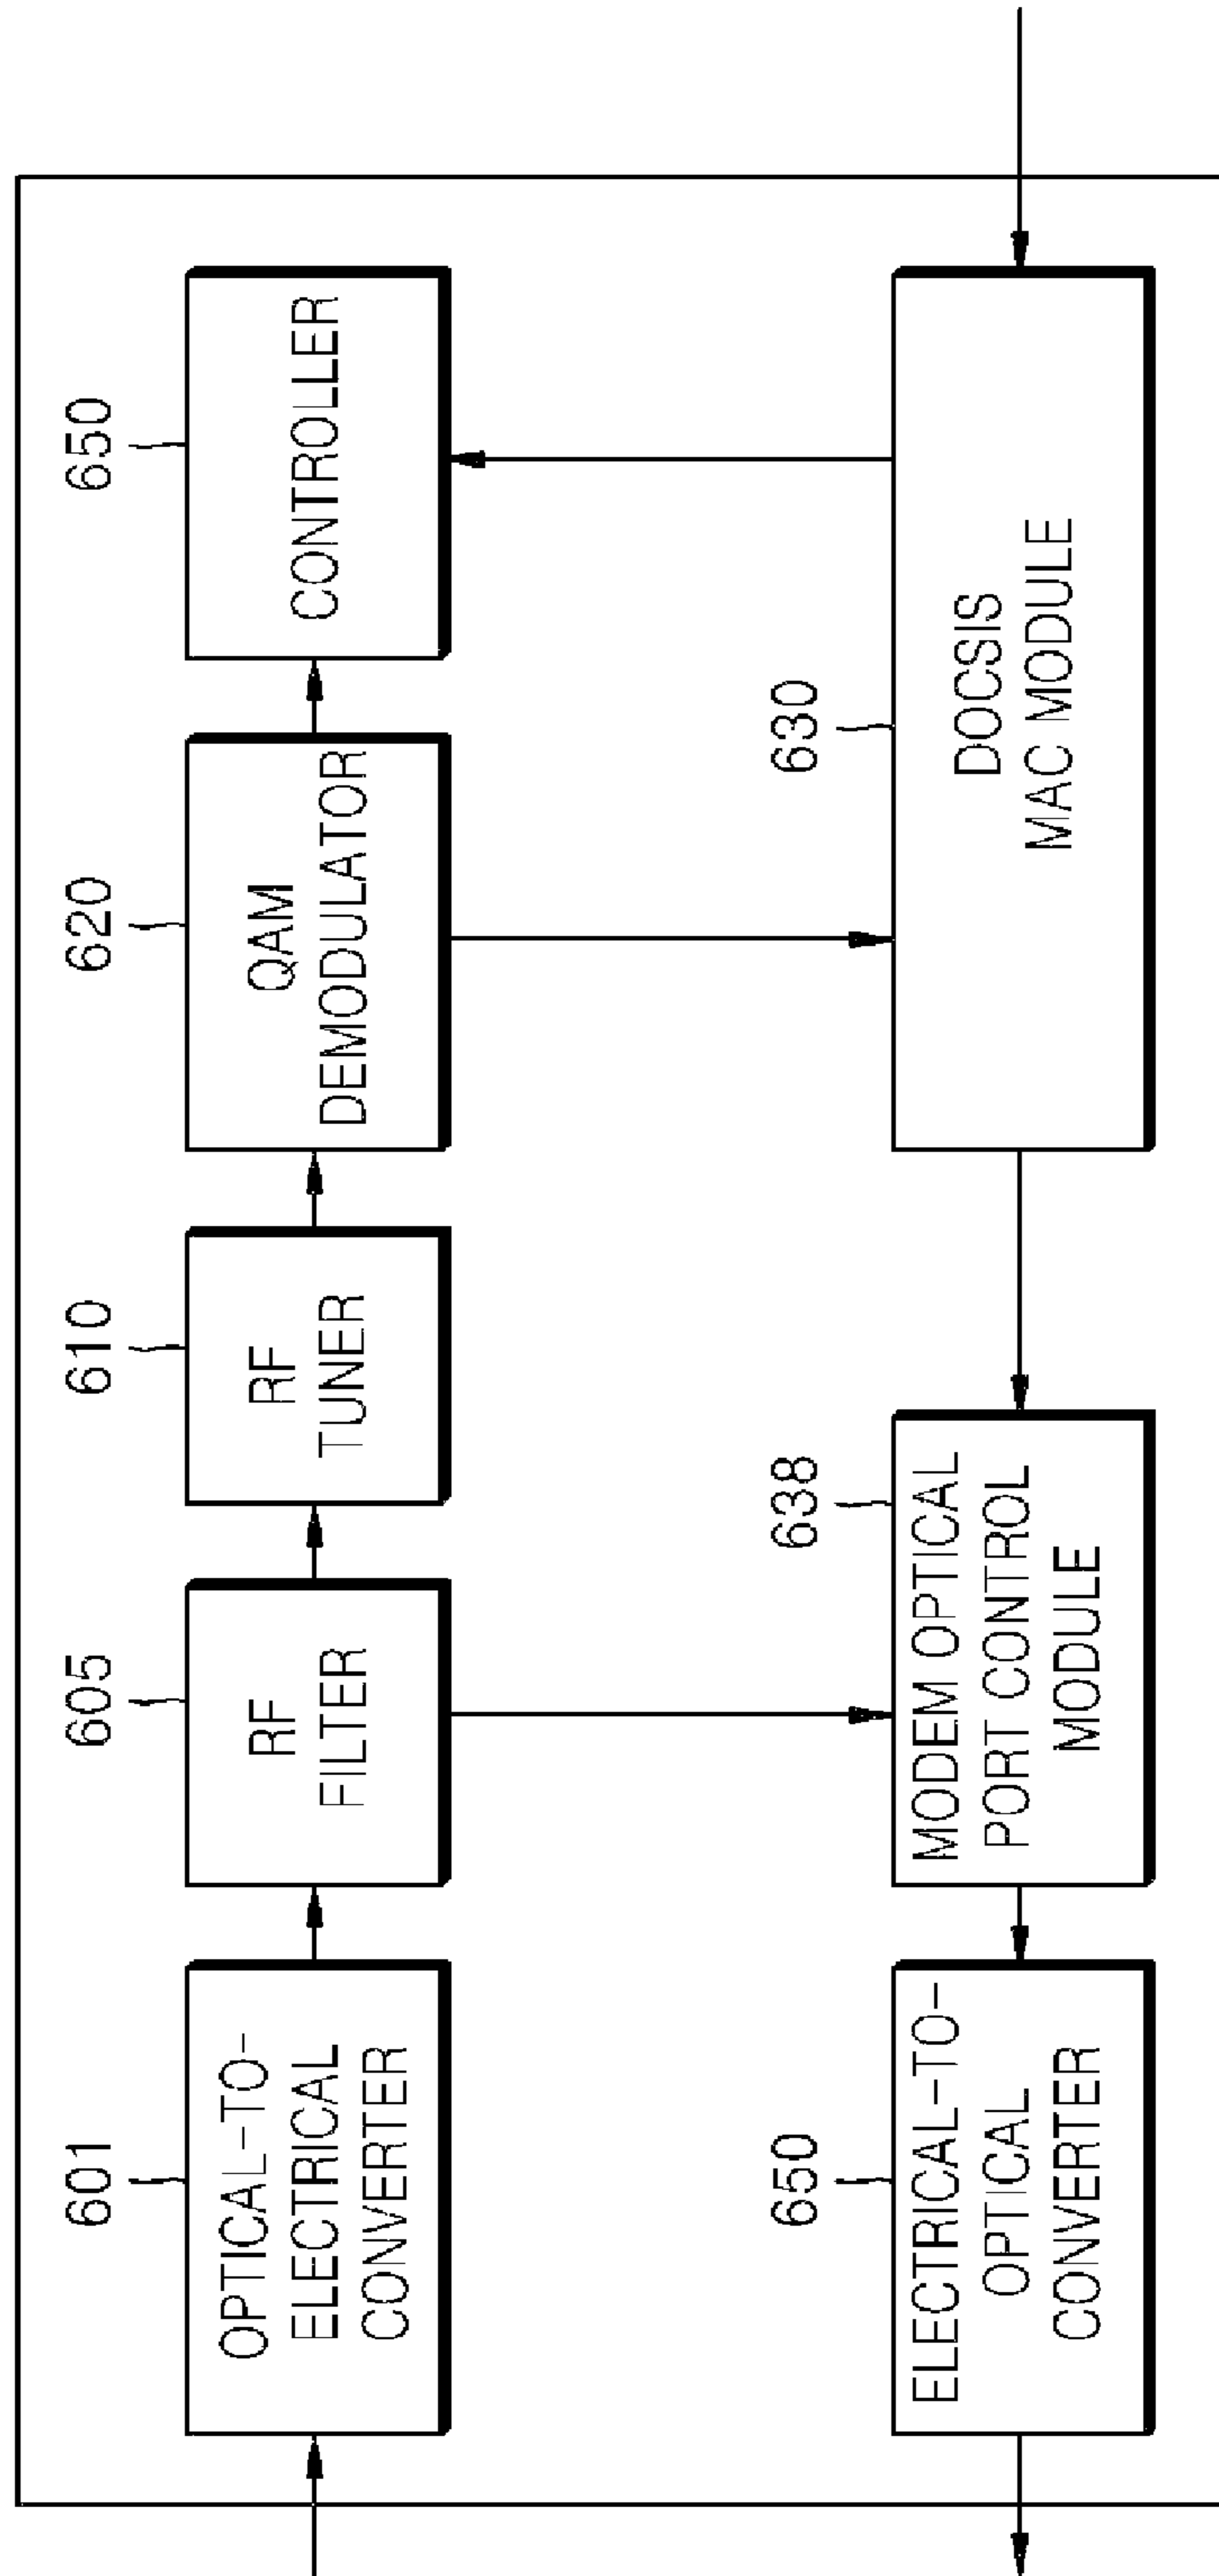 601
OPTICAL-TO-
ELECTRICAL
CONVERTER
605
RF
FILTER
610
RF
TUNER
620
QAM
DEMODULATOR
650
CONTROLLER
650
ELECTRICAL-TO-
OPTICAL
CONVERTER
638
MODEM OPTICAL
PORT CONTROL
MODULE
630
DOCSIS
MAC MODULE